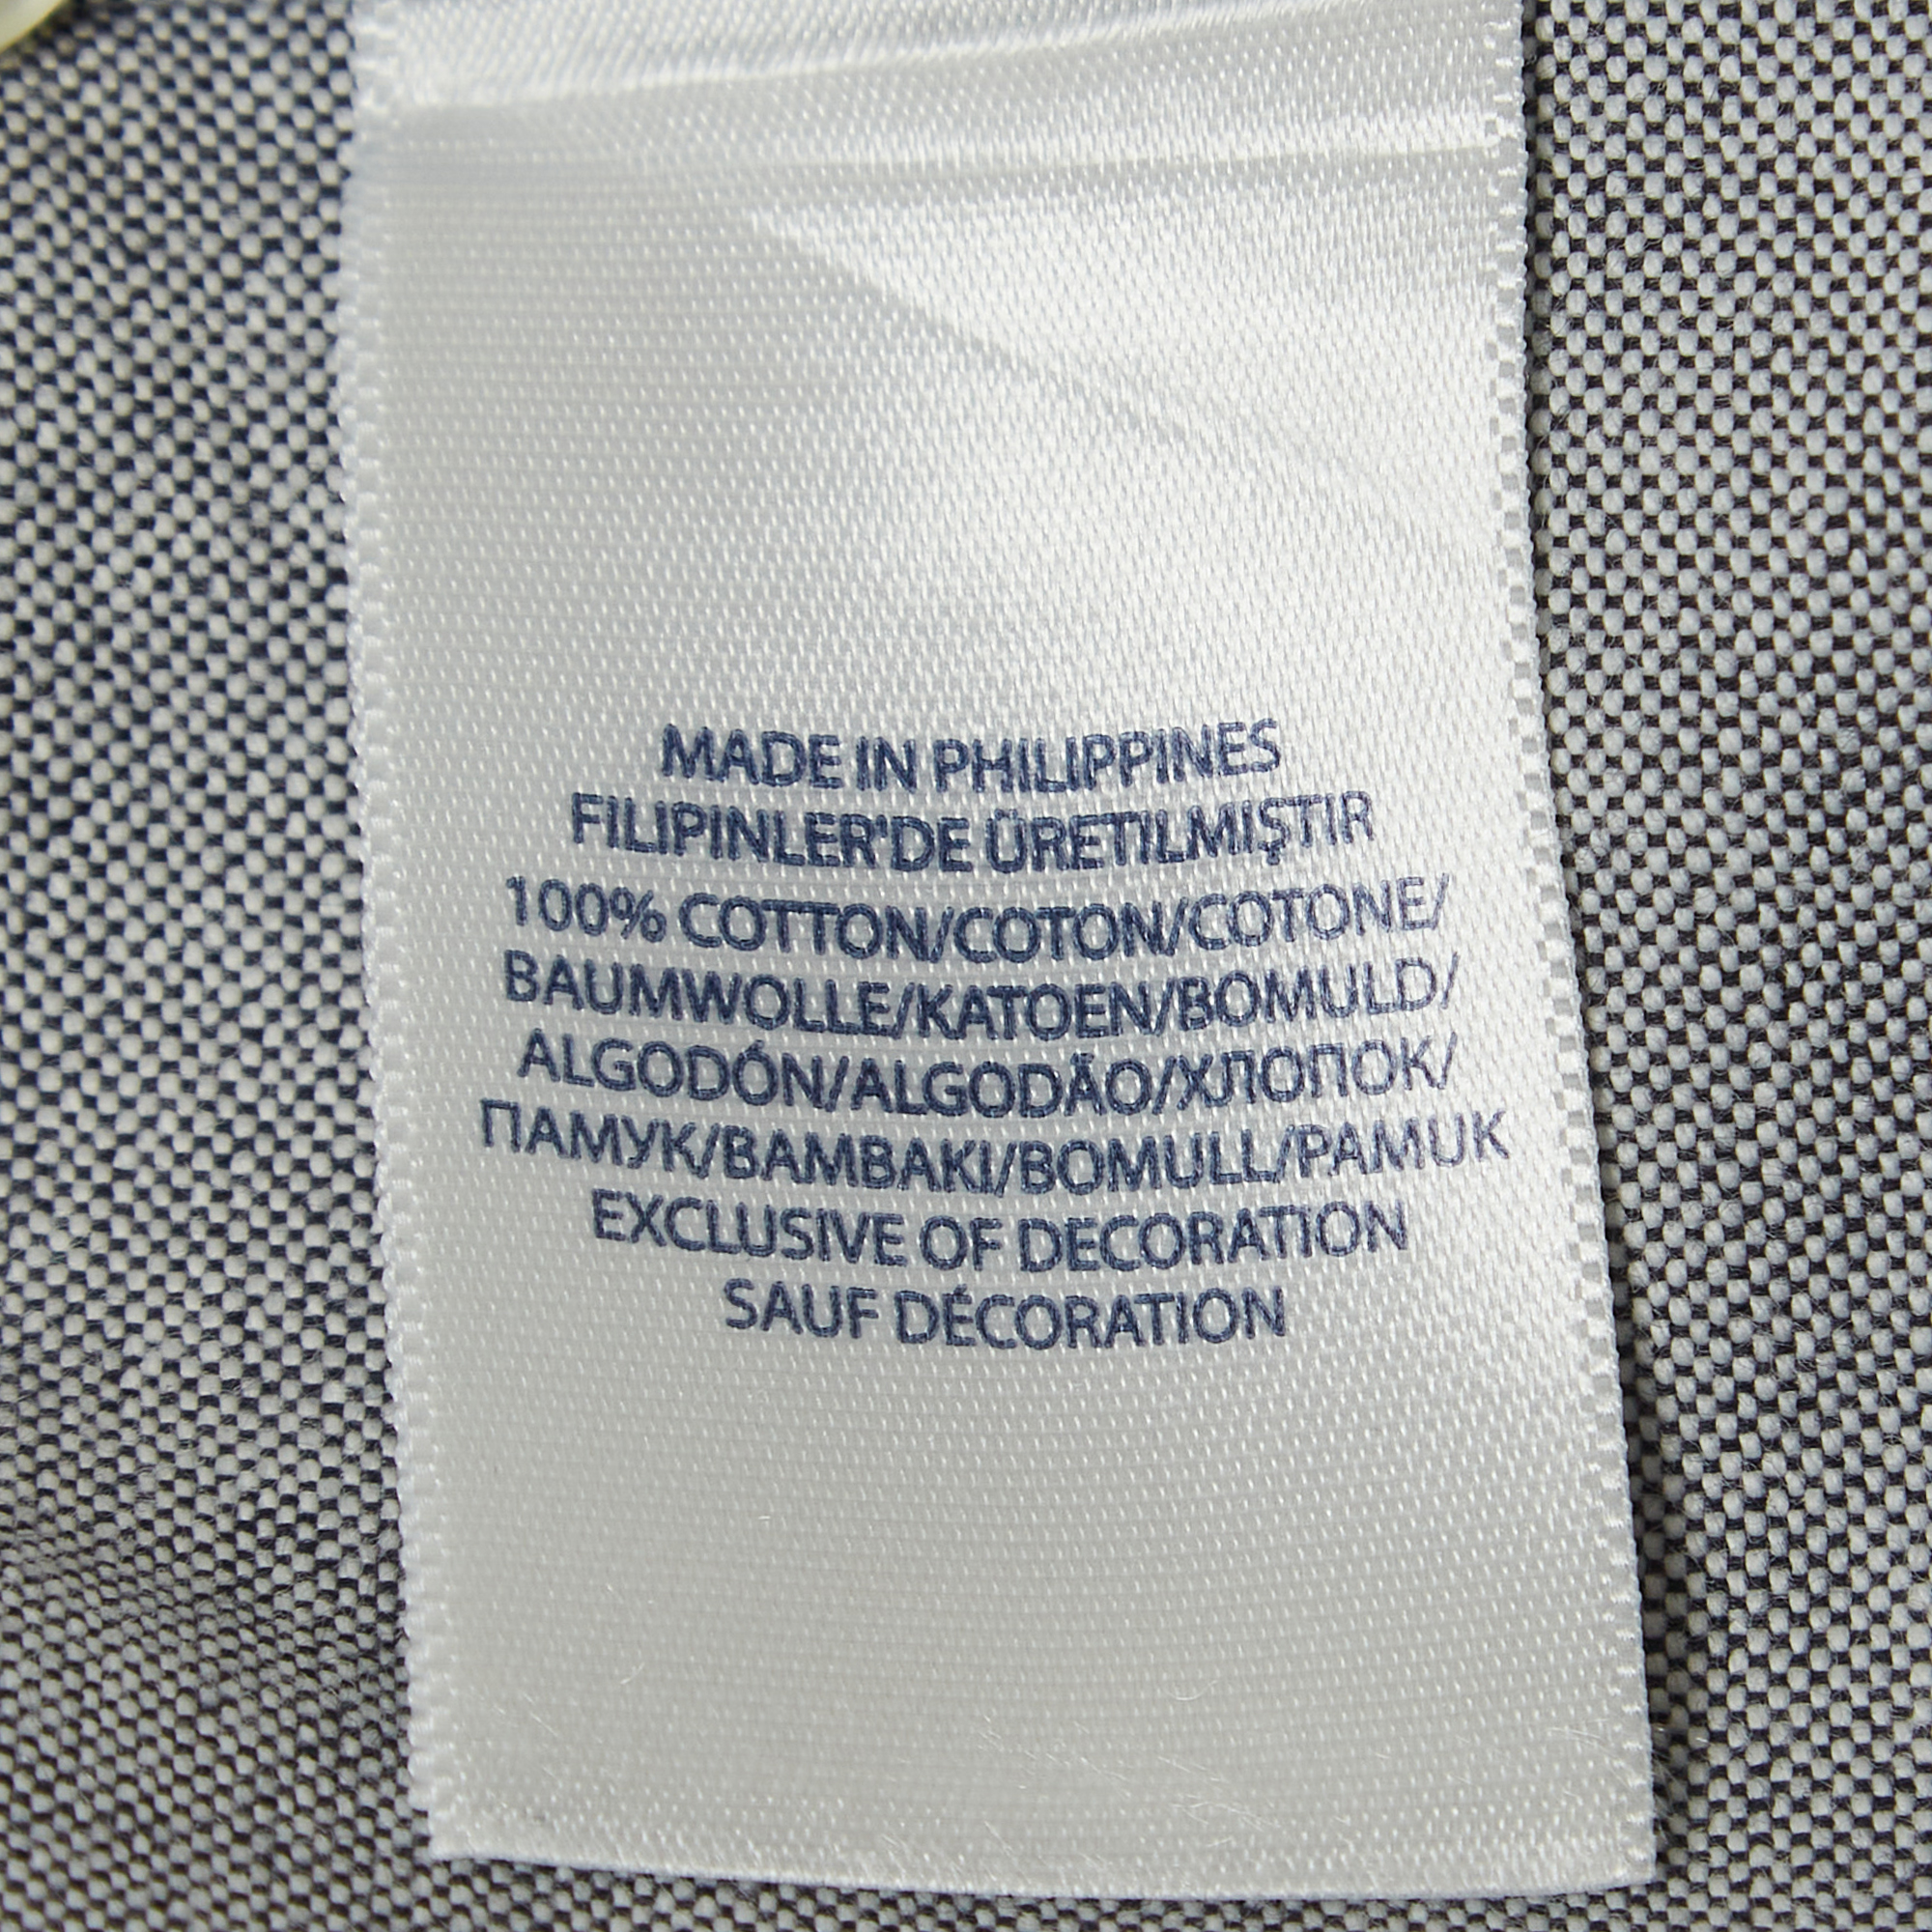 MADE IN PHILIPPINES
FILIPINLER'DE ÜRETILMIŞTIR
100% COTTON/COTON/COTONE/
BAUMWOLLE/KATOEN/BOMULD/
ALGODÓN/ALGODÃO/ХЛОПОК/
ПАМУК/BAMBAKI/BOMULL/PAMUK
EXCLUSIVE OF DECORATION
SAUF DÉCORATION